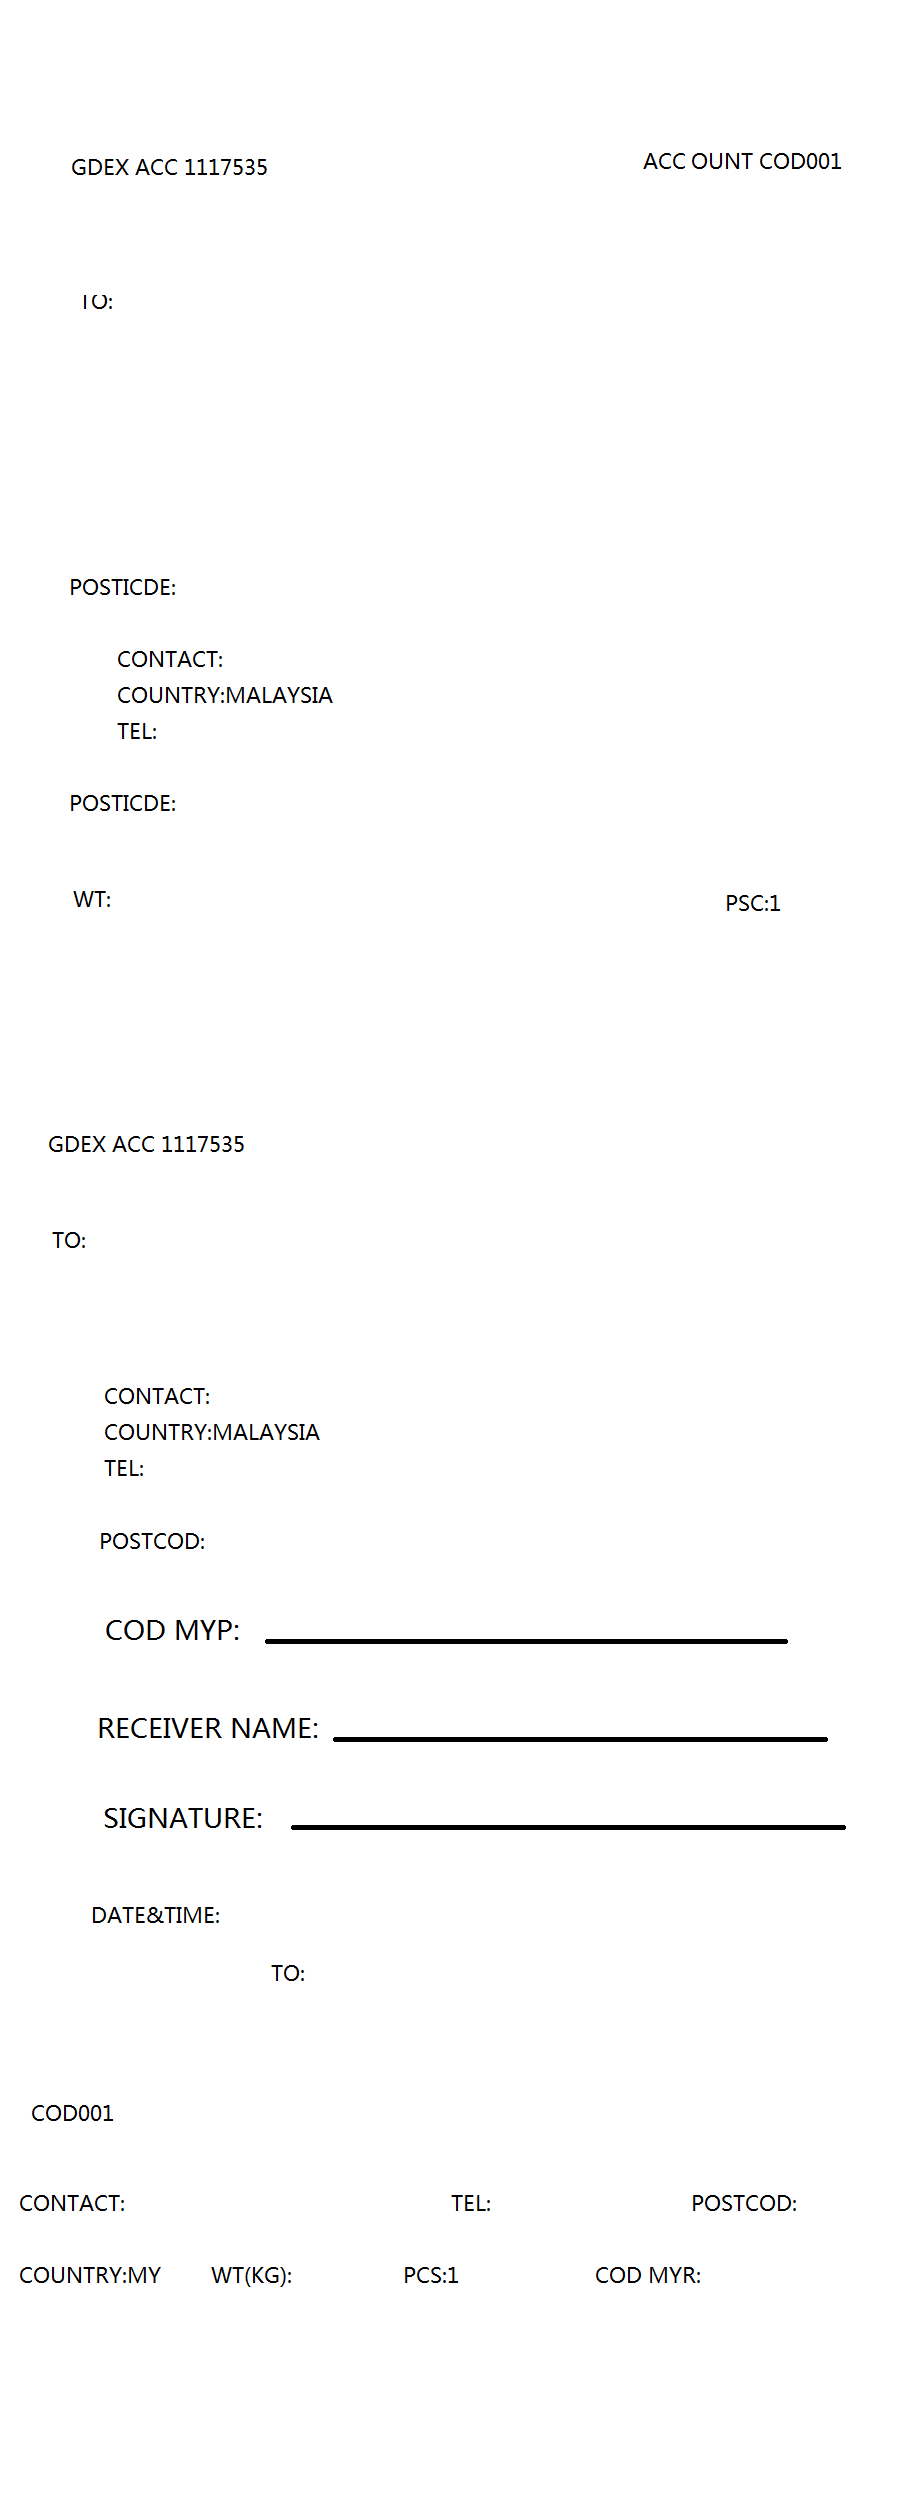 GDEX ACC 1117535
ACC OUNT COD001
TO:
POSTICDE:
CONTACT:
COUNTRY:MALAYSIA
TEL:
POSTICDE:
WT:
PSC:1
GDEX ACC 1117535
TO:
CONTACT:
COUNTRY:MALAYSIA
TEL:
POSTCOD:
COD MYP:
RECEIVER NAME:
SIGNATURE:
DATE&TIME:
TO:
COD001
CONTACT: TEL: POSTCOD:
COUNTRY:MY WT(KG): PCS:1 COD MYR: